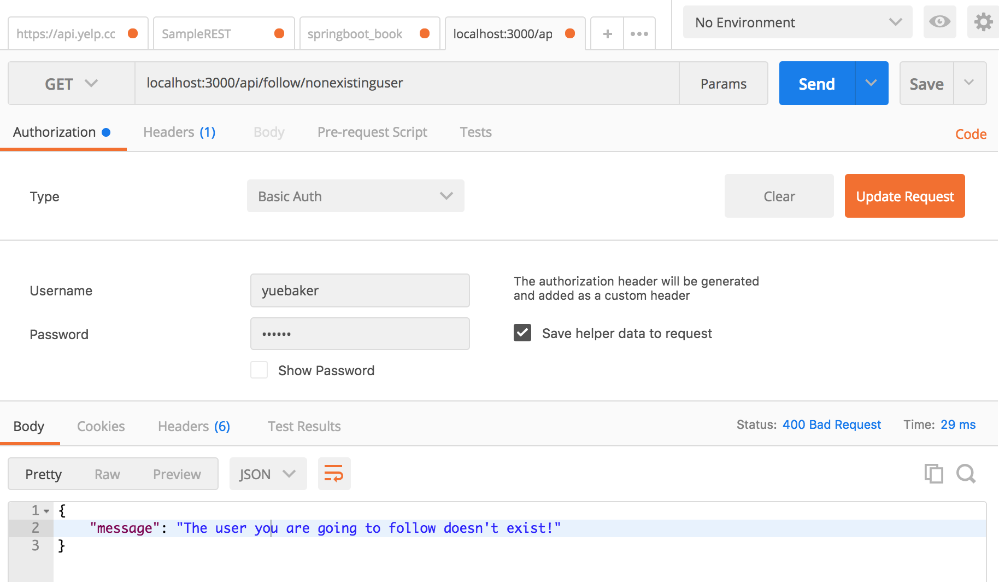 https://api.yelp.cc
SampleREST
springboot_book
localhost:3000/ap
+
•••
No Environment
GET
localhost:3000/api/follow/nonexistinguser
Params
Send
Save
Authorization
Headers (1)
Body
Pre-request Script
Tests
Code
Type
Basic Auth
Clear
Update Request
Username
yuebaker
The authorization header will be generated
and added as a custom header
Password
••••••
Save helper data to request
Show Password
Body
Cookies
Headers (6)
Test Results
Status: 400 Bad Request
Time: 29 ms
Pretty
Raw
Preview
JSON
1 {
2 "message": "The user you are going to follow doesn't exist!"
3 }